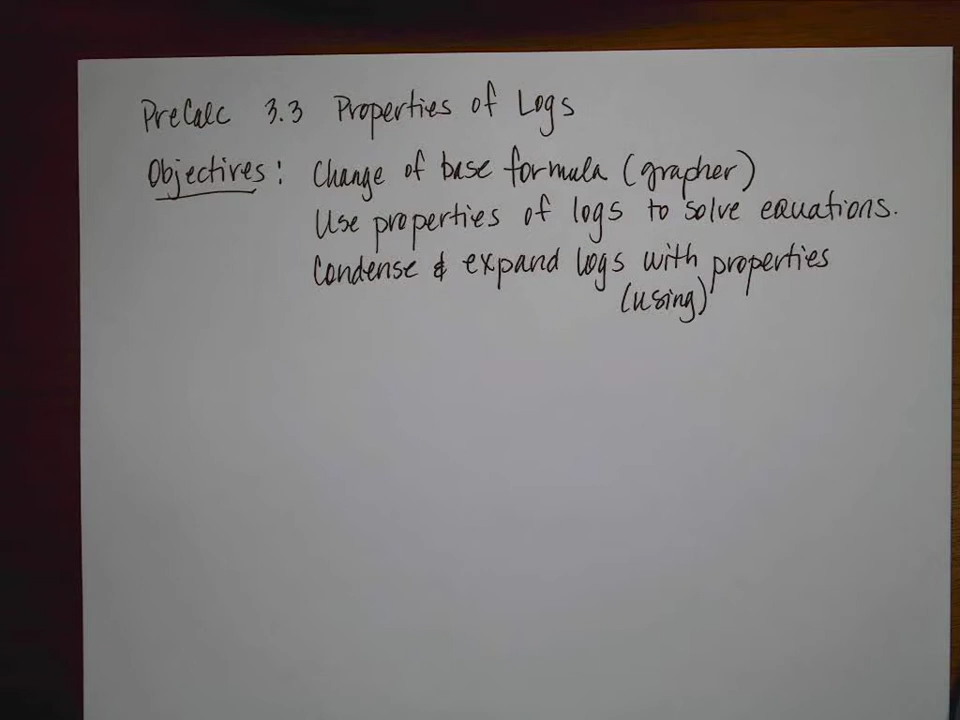 PreCalc 3.3 Properties of Logs
Objectives: Change of base formula (grapher)
Use properties of logs to solve equations.
Condense & expand logs with properties
(using)